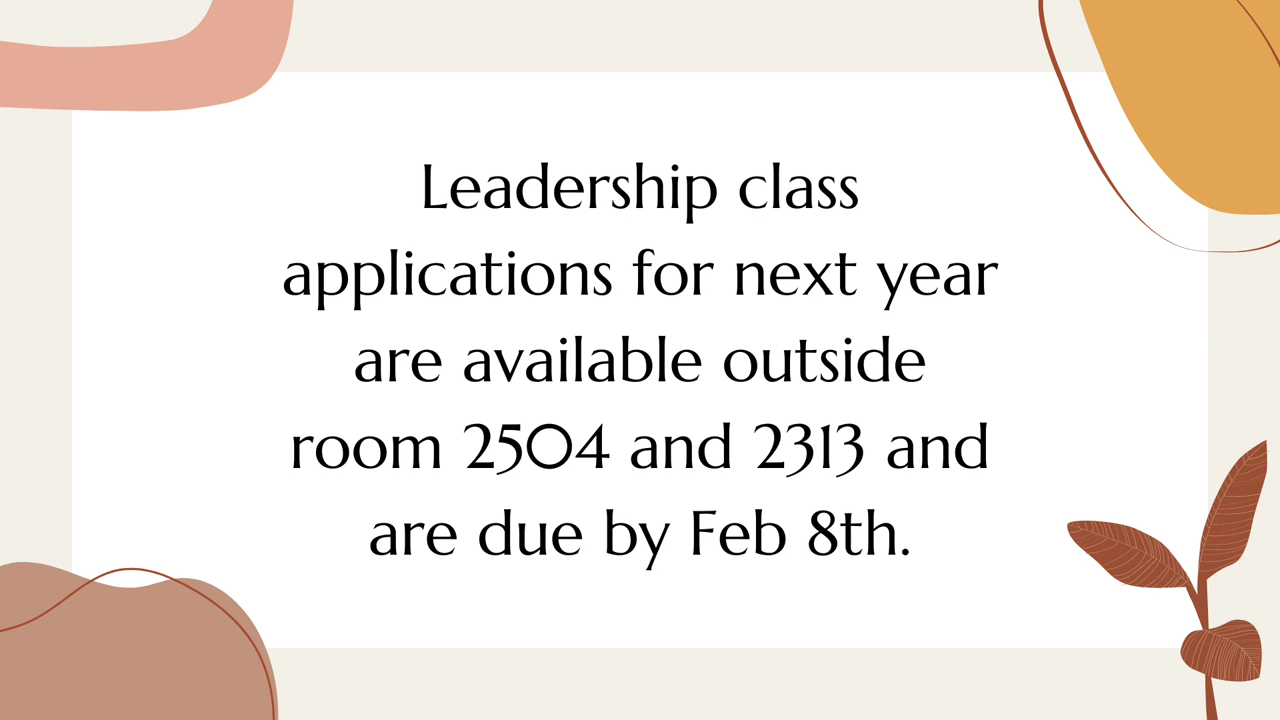 Leadership class
applications for next year
are available outside
room 2504 and 2313 and
are due by Feb 8th.